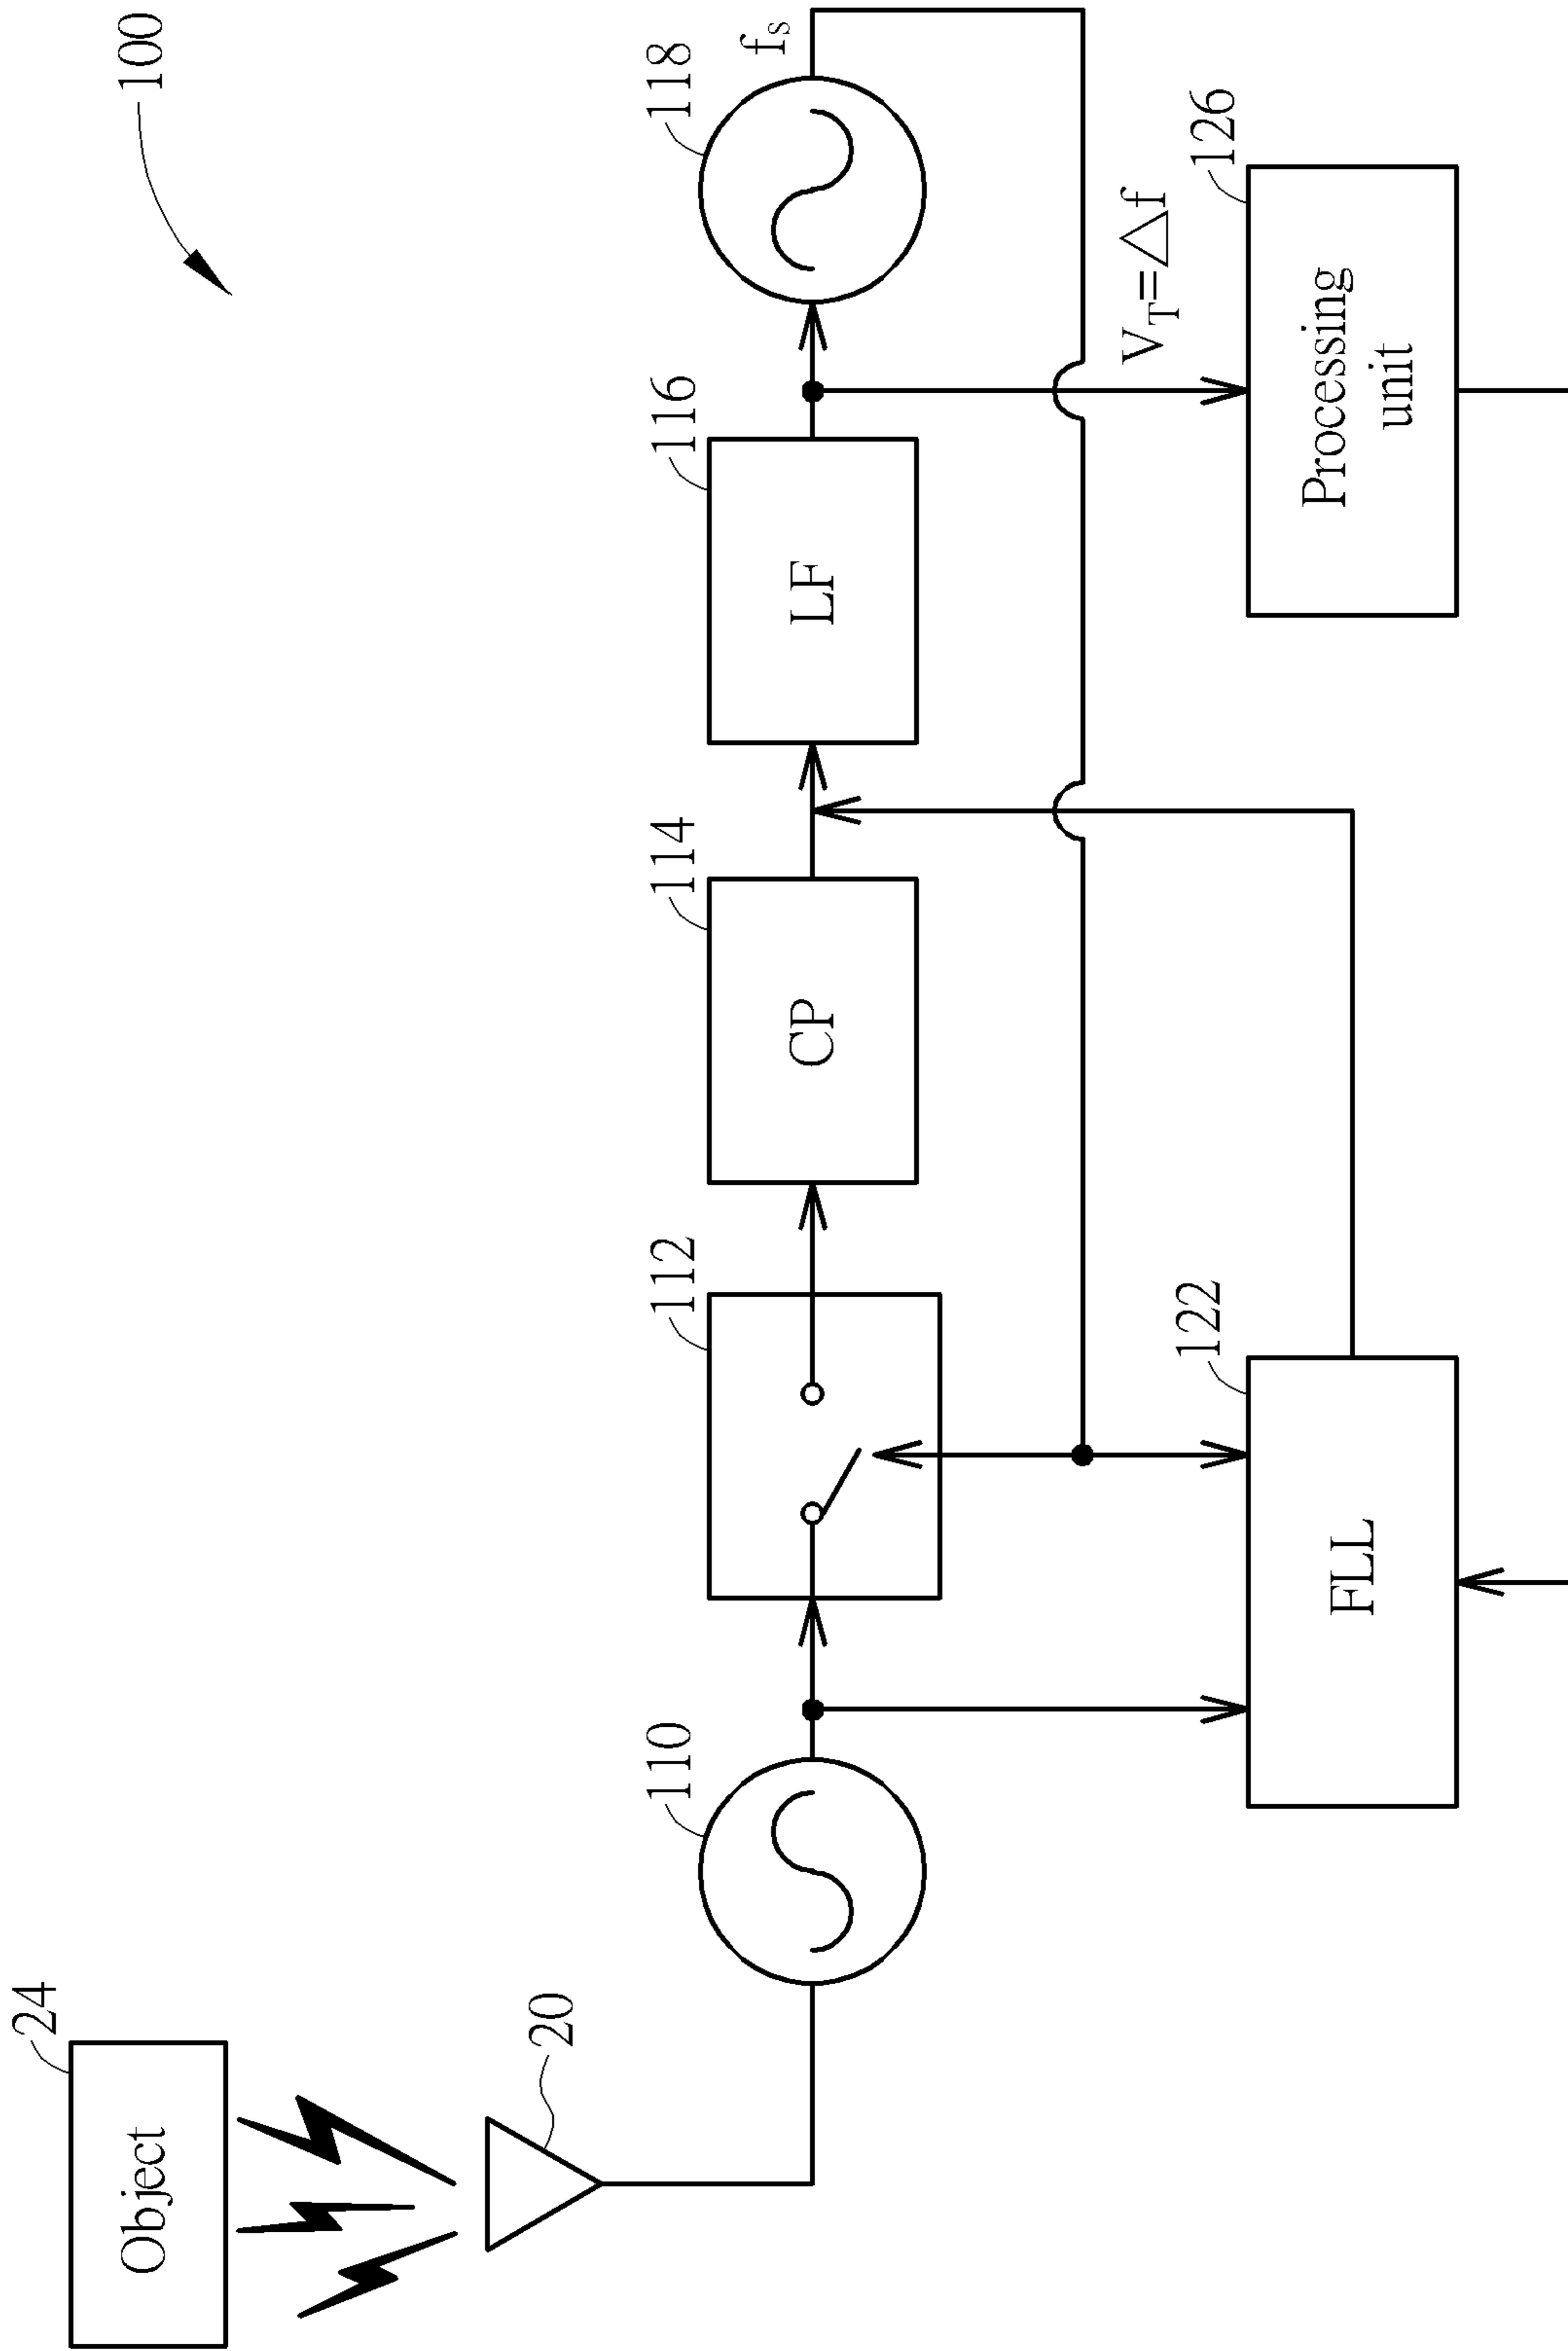 100
24
Object
20
110
112
114
116
118
fs
LF
CP
VT=△f
122
126
FLL
Processing
unit